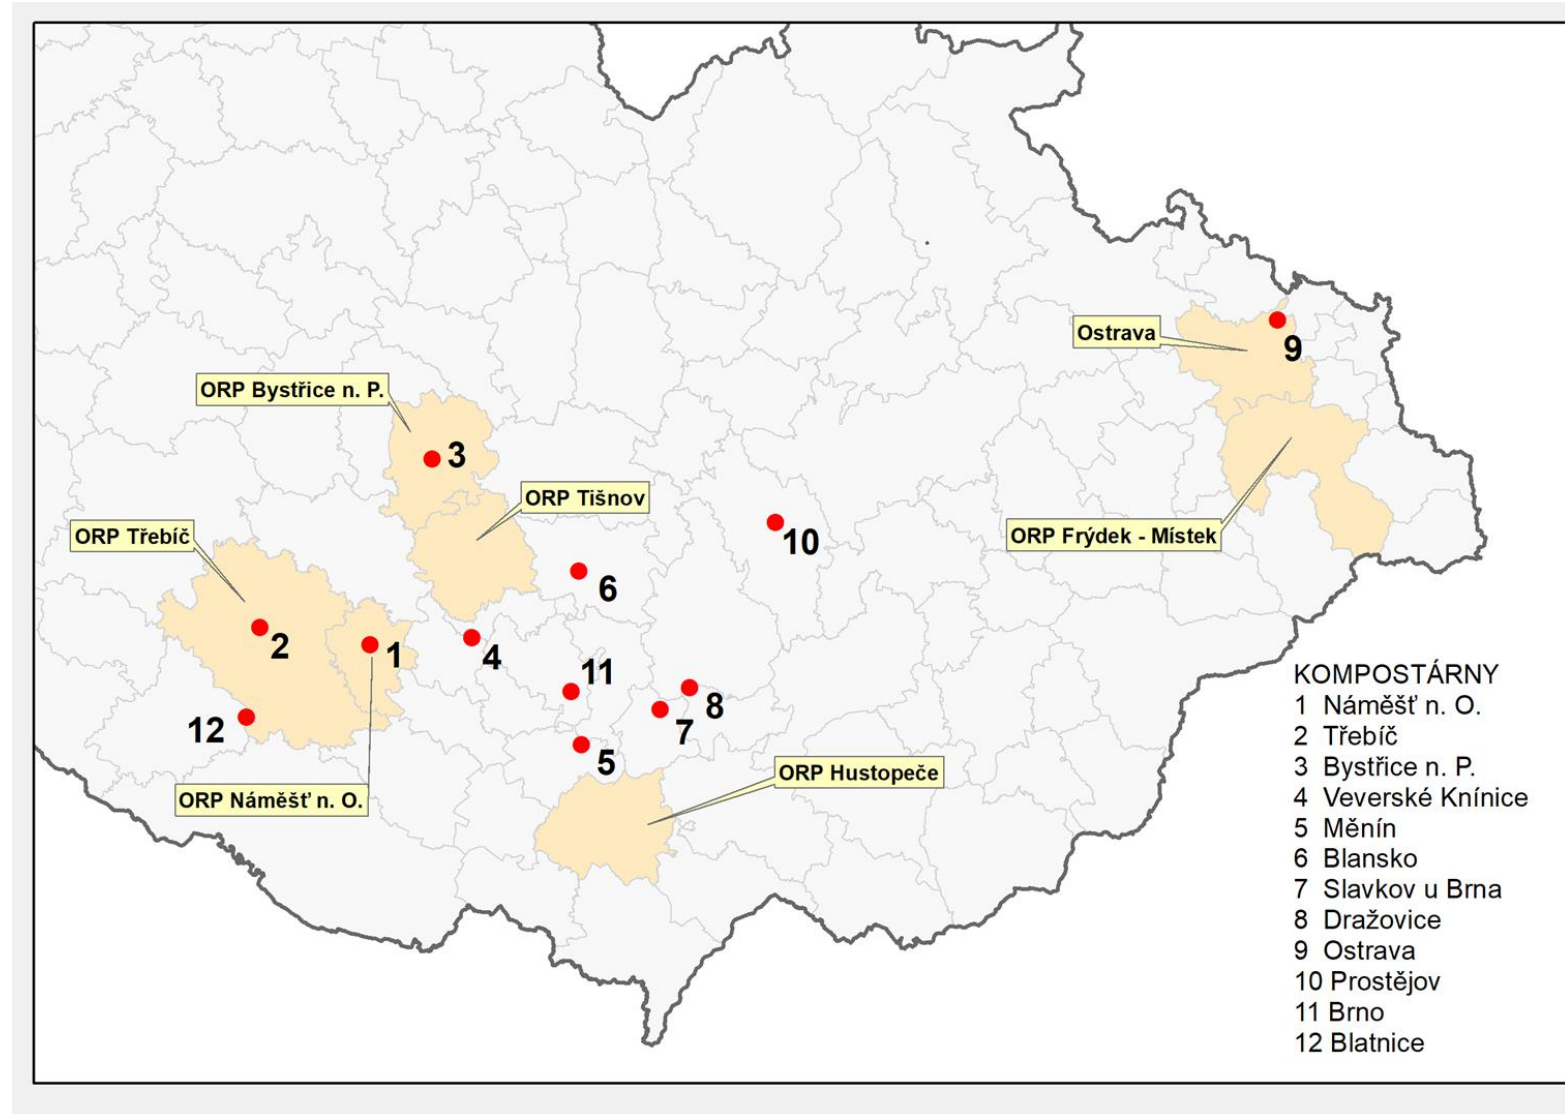 Ostrava
9
ORP Bystřice n. P.
3
ORP Tišnov
ORP Třebíč
10
ORP Frýdek - Místek
6
2
1
4
11
8
12
7
5
ORP Hustopeče
ORP Náměšť n. O.
KOMPOSTÁRNY
1 Náměšť n. O.
2 Třebíč
3 Bystřice n. P.
4 Veverské Knínice
5 Měnín
6 Blansko
7 Slavkov u Brna
8 Dražovice
9 Ostrava
10 Prostějov
11 Brno
12 Blatnice